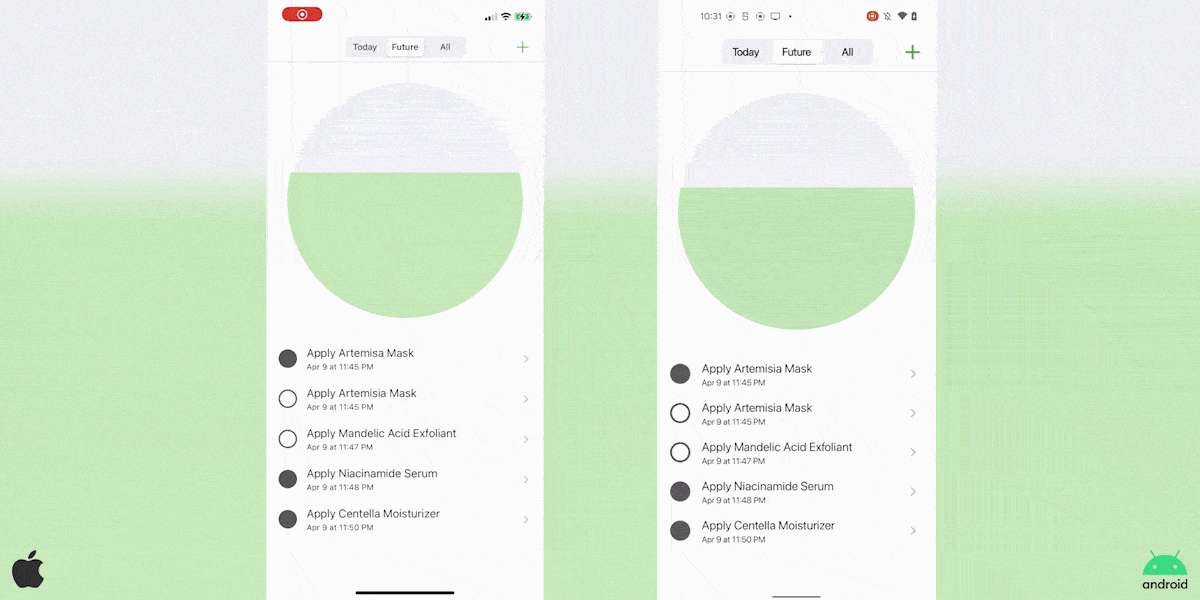 Today Future All
Apply Artemisa Mask
Apr 9 at 11:45 PM
Apply Artemisia Mask
Apr 9 at 11:45 PM
Apply Mandelic Acid Exfoliant
Apr 9 at 11:47 PM
Apply Niacinamide Serum
Apr 9 at 11:48 PM
Apply Centella Moisturizer
Apr 9 at 11:50 PM
10:31
Today Future All
Apply Artemisia Mask
Apr 9 at 11:45 PM
Apply Artemisia Mask
Apr 9 at 11:45 PM
Apply Mandelic Acid Exfoliant
Apr 9 at 11:47 PM
Apply Niacinamide Serum
Apr 9 at 11:48 PM
Apply Centella Moisturizer
Apr 9 at 11:50 PM
android